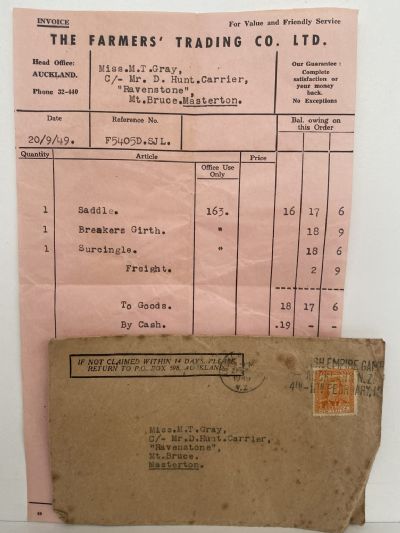 INVOICE
For Value and Friendly Service
THE FARMERS' TRADING CO. LTD.
Head Office:
AUCKLAND.
Phone 32-440
Miss.M.T.Gray,
C/- Mr. D. Hunt.Carrier,
"Ravenstone",
Mt.Bruce.Masterton.
Our Guarantee:
Complete
satisfaction or
your money
back.
No Exceptions
Date
Reference No.
Bal. owing on
this Order
20/9/49.
F5405D.SJL.
Quantity
Article
Price
Office Use
Only
1 Saddle. 163. 16 17 6
1 Breakers Girth. " 18 9
1 Surcingle. " 18 6
Freight. 2 9
To Goods. 18 17 6
By Cash. .19 - -
IF NOT CLAIMED WITHIN 14 DAYS, PLEASE
RETURN TO P.O. BOX 598, AUCKLAND
N.Z.
EMPIRE GAM
N.Z.
FEBRUARY,
Miss.M.T.Gray,
C/- Mr.D.Hunt.Carrier,
"Ravenstone",
Mt.Bruce.
Masterton.